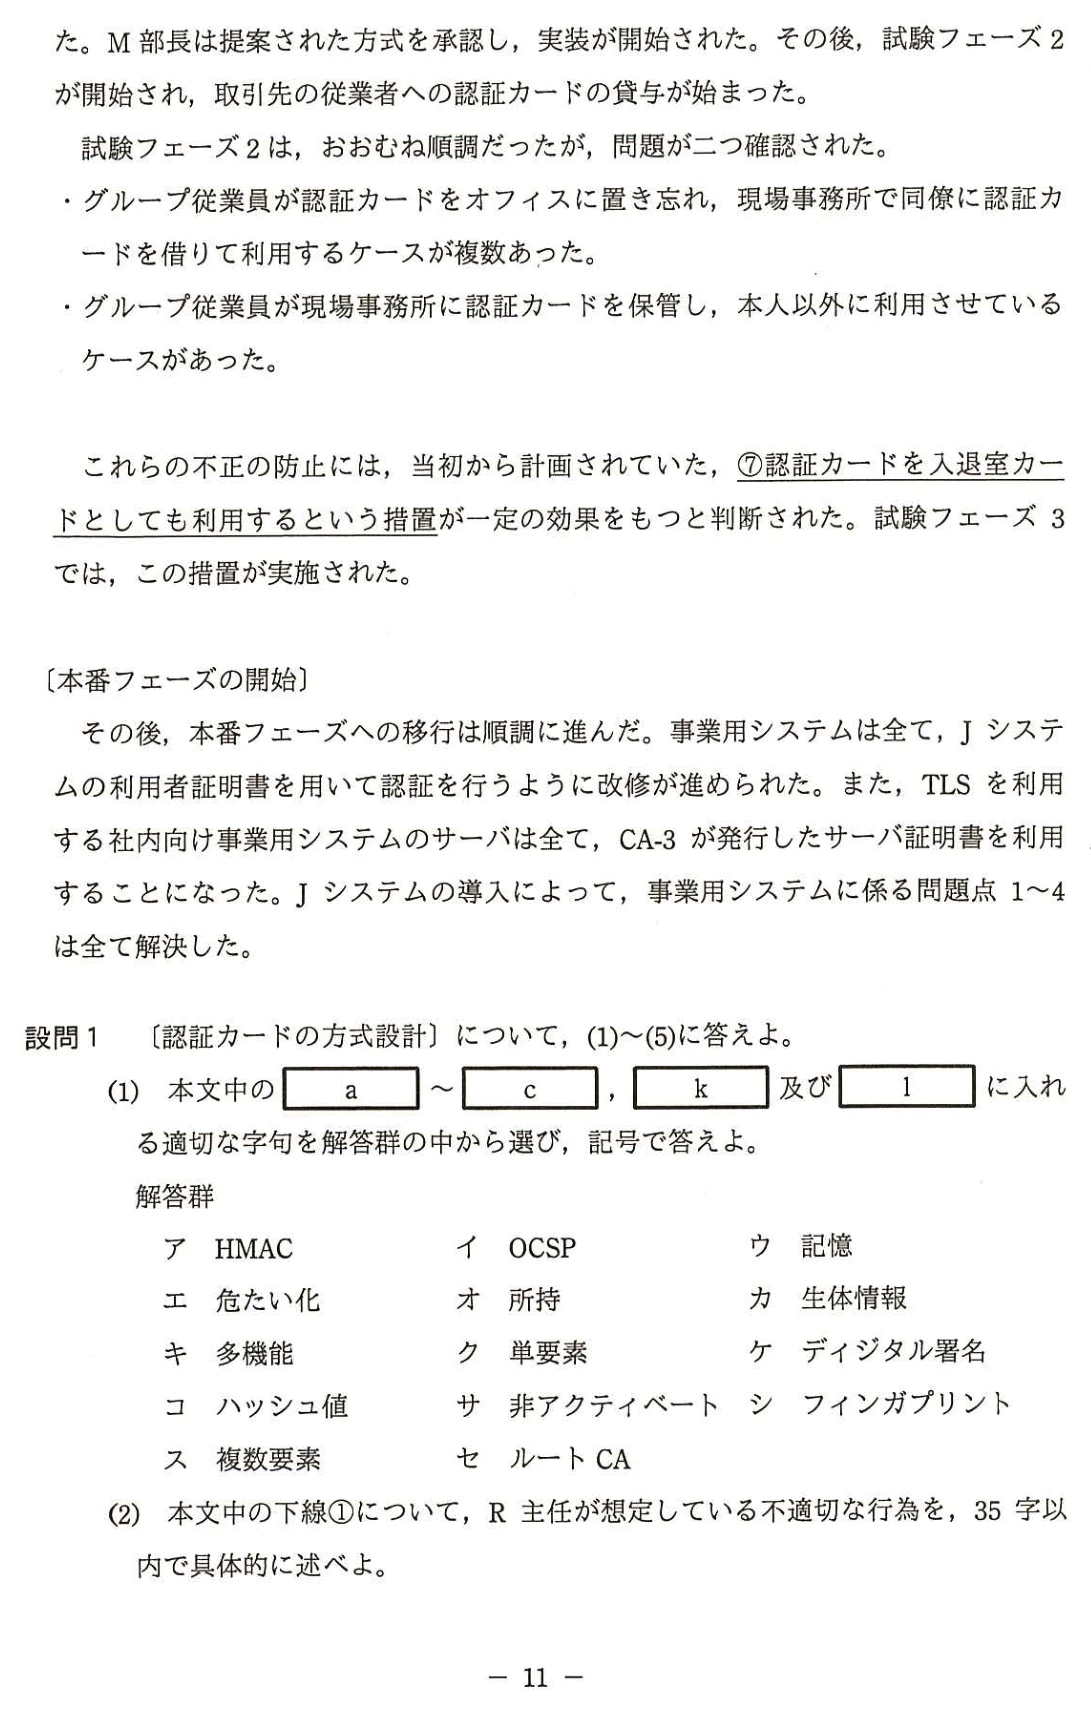 た。M 部長は提案された方式を承認し，実装が開始された。その後，試験フェーズ 2
が開始され，取引先の従業者への認証カードの貸与が始まった。
試験フェーズ 2 は，おおむね順調だったが，問題が二つ確認された。
・グループ従業員が認証カードをオフィスに置き忘れ，現場事務所で同僚に認証カ
ードを借りて利用するケースが複数あった。
・グループ従業員が現場事務所に認証カードを保管し，本人以外に利用させている
ケースがあった。
これらの不正の防止には，当初から計画されていた，⑦認証カードを入退室カー
ドとしても利用するという措置が一定の効果をもつと判断された。試験フェーズ 3
では，この措置が実施された。
〔本番フェーズの開始〕
その後，本番フェーズへの移行は順調に進んだ。事業用システムは全て，J システ
ムの利用者証明書を用いて認証を行うように改修が進められた。また，TLS を利用
する社内向け事業用システムのサーバは全て，CA-3 が発行したサーバ証明書を利用
することになった。J システムの導入によって，事業用システムに係る問題点 1～4
は全て解決した。
設問 1 〔認証カードの方式設計〕について，(1)～(5)に答えよ。
(1) 本文中の a ～ c ， k 及び l に入れ
る適切な字句を解答群の中から選び，記号で答えよ。
解答群
ア HMAC イ OCSP ウ 記憶
エ 危たい化 オ 所持 カ 生体情報
キ 多機能 ク 単要素 ケ ディジタル署名
コ ハッシュ値 サ 非アクティベート シ フィンガプリント
ス 複数要素 セ ルート CA
(2) 本文中の下線①について，R 主任が想定している不適切な行為を，35 字以
内で具体的に述べよ。
－ 11 －